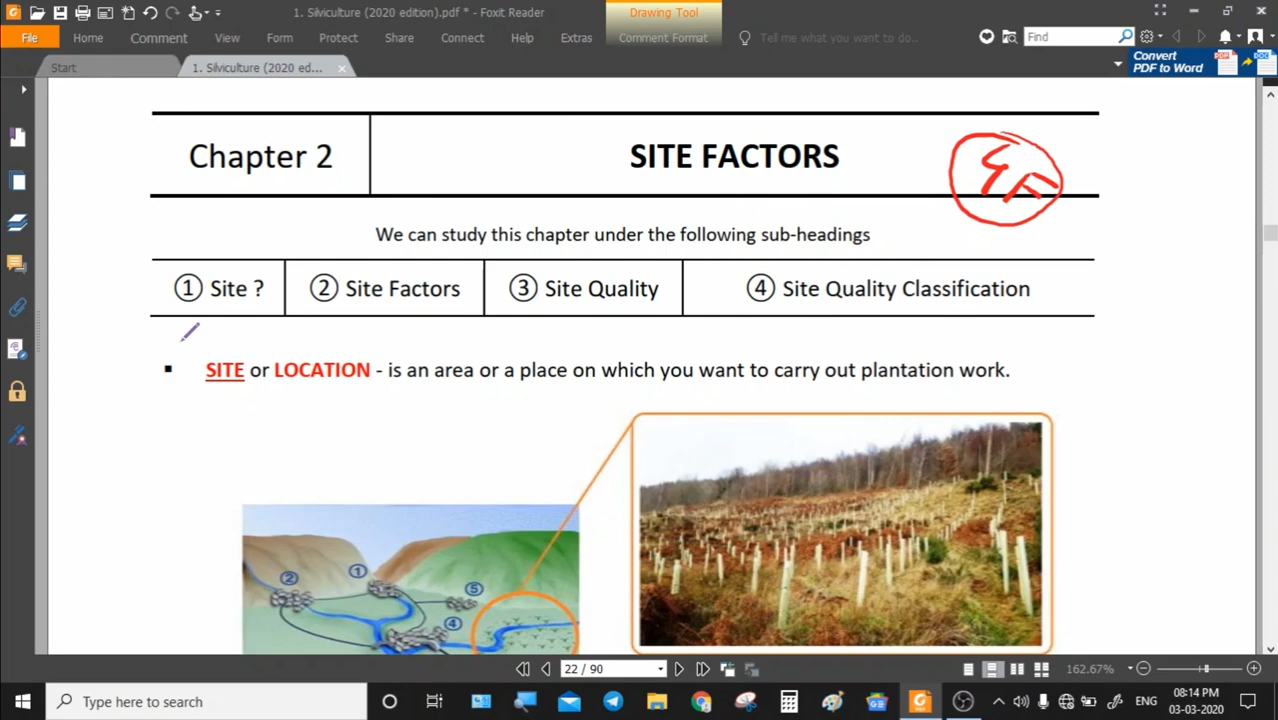 1. Silviculture (2020 edition).pdf * - Foxit Reader
Drawing Tool
File Home Comment View Form Protect Share Connect Help Extras Comment Format Tell me what you want to do.. Find
Start 1. Silviculture (2020 ed... Convert PDF to Word
Chapter 2 SITE FACTORS
We can study this chapter under the following sub-headings
① Site ? ② Site Factors ③ Site Quality ④ Site Quality Classification
▪ SITE or LOCATION - is an area or a place on which you want to carry out plantation work.
① ② ⑤
④
22 / 90 162.67%
Type here to search ENG 08:14 PM
03-03-2020